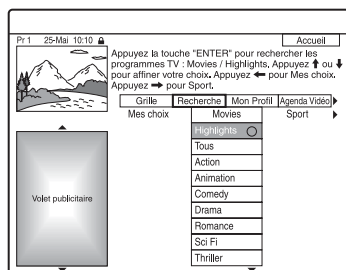 Pr 1 25-Mai 10:10 Accueil
Appuyez la touche "ENTER" pour rechercher les
programmes TV : Movies / Highlights. Appuyez ↑ ou ↓
pour affiner votre choix. Appuyez ← pour Mes choix.
Appuyez → pour Sport.
Grille Recherche Mon Profil Agenda Vidéo
Mes choix Movies Sport
Highlights
Tous
Action
Animation
Comedy
Drama
Romance
Sci Fi
Thriller
Volet publicitaire